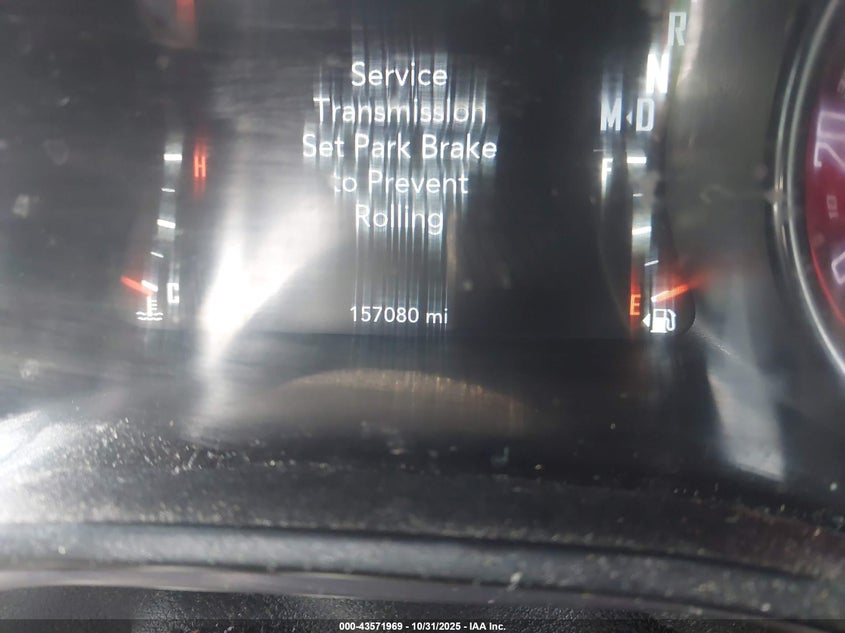 R
Service
N
Transmission
M◂D
Set Park Brake
H
F
to Prevent
Rolling
C
E
157080 mi
000-43571969 - 10/31/2025 - IAA Inc.